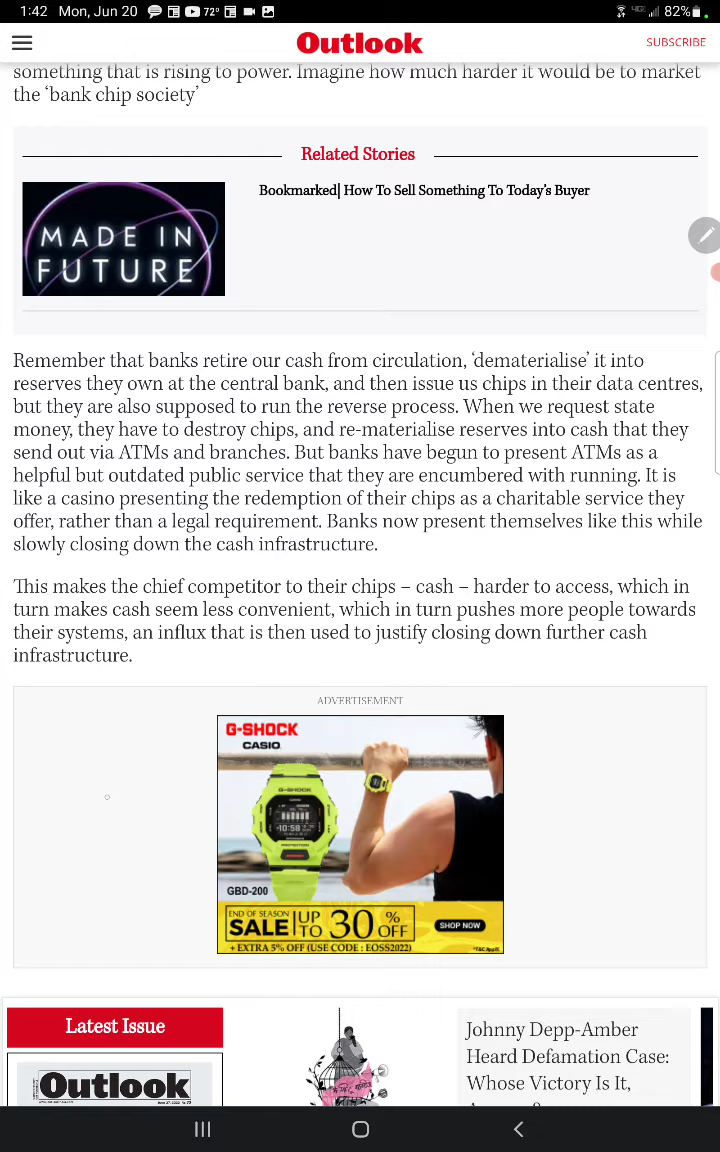 1:42 Mon, Jun 20 72° 82%
Outlook SUBSCRIBE
something that is rising to power. Imagine how much harder it would be to market
the ‘bank chip society’
Related Stories
MADE IN
FUTURE
Bookmarked| How To Sell Something To Today's Buyer
Remember that banks retire our cash from circulation, ‘dematerialise’ it into
reserves they own at the central bank, and then issue us chips in their data centres,
but they are also supposed to run the reverse process. When we request state
money, they have to destroy chips, and re-materialise reserves into cash that they
send out via ATMs and branches. But banks have begun to present ATMs as a
helpful but outdated public service that they are encumbered with running. It is
like a casino presenting the redemption of their chips as a charitable service they
offer, rather than a legal requirement. Banks now present themselves like this while
slowly closing down the cash infrastructure.
This makes the chief competitor to their chips – cash – harder to access, which in
turn makes cash seem less convenient, which in turn pushes more people towards
their systems, an influx that is then used to justify closing down further cash
infrastructure.
ADVERTISEMENT
G-SHOCK
CASIO
G-SHOCK
10:58
GBD-200
END OF SEASON
SALE UP TO 30% OFF
SHOP NOW
+ EXTRA 5% OFF (USE CODE : EOSS2022)
*T&C Apply.
Latest Issue
Outlook
Johnny Depp-Amber
Heard Defamation Case:
Whose Victory Is It,